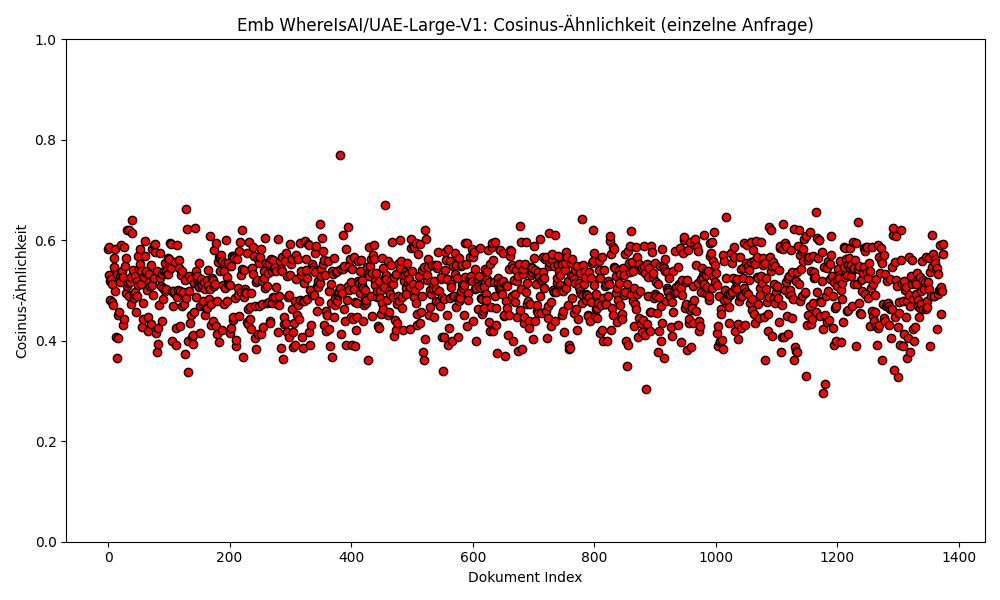 Emb WhereIsAI/UAE-Large-V1: Cosinus-Ähnlichkeit (einzelne Anfrage)
1.0
0.8
0.6
0.4
0.2
0.0
Cosinus-Ähnlichkeit
0 200 400 600 800 1000 1200 1400
Dokument Index